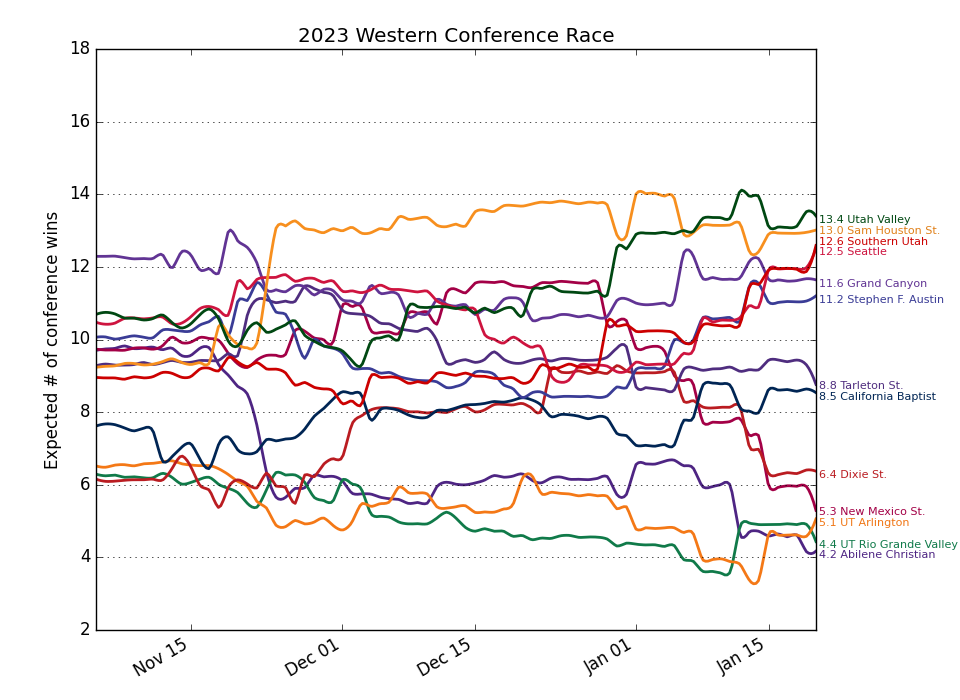 2023 Western Conference Race
Expected # of conference wins
18
16
14
12
10
8
6
4
2
Nov 15
Dec 01
Dec 15
Jan 01
Jan 15
13.4 Utah Valley
13.0 Sam Houston St.
12.6 Southern Utah
12.5 Seattle
11.6 Grand Canyon
11.2 Stephen F. Austin
8.8 Tarleton St.
8.5 California Baptist
6.4 Dixie St.
5.3 New Mexico St.
5.1 UT Arlington
4.4 UT Rio Grande Valley
4.2 Abilene Christian